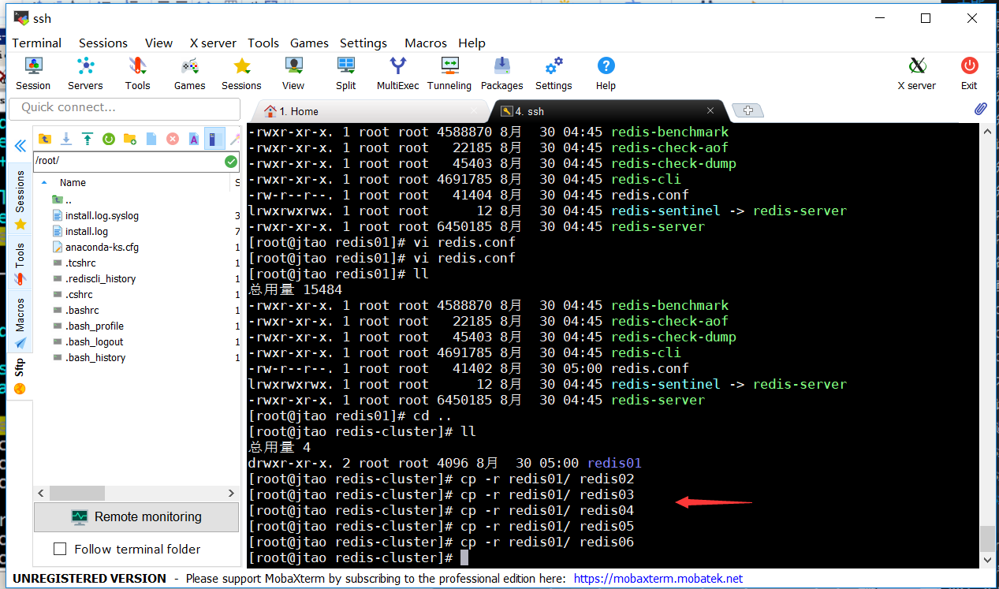 ssh
Terminal Sessions View X server Tools Games Settings Macros Help
Session Servers Tools Games Sessions View Split MultiExec Tunneling Packages Settings Help X server Exit
Quick connect...
1. Home
4. ssh
/root/
Name S
..
install.log.syslog 3
install.log 7
anaconda-ks.cfg 1
.tcshrc 1
.rediscli_history 1
.cshrc 1
.bashrc 1
.bash_profile 1
.bash_logout 1
.bash_history 1
Sessions
Tools
Macros
Sftp
Remote monitoring
Follow terminal folder
-rwxr-xr-x. 1 root root 4588870 8月  30 04:45 redis-benchmark
-rwxr-xr-x. 1 root root   22185 8月  30 04:45 redis-check-aof
-rwxr-xr-x. 1 root root   45403 8月  30 04:45 redis-check-dump
-rwxr-xr-x. 1 root root 4691785 8月  30 04:45 redis-cli
-rw-r--r--. 1 root root   41404 8月  30 04:45 redis.conf
lrwxrwxrwx. 1 root root      12 8月  30 04:45 redis-sentinel -> redis-server
-rwxr-xr-x. 1 root root 6450185 8月  30 04:45 redis-server
[root@jtao redis01]# vi redis.conf
[root@jtao redis01]# vi redis.conf
[root@jtao redis01]# ll
总用量 15484
-rwxr-xr-x. 1 root root 4588870 8月  30 04:45 redis-benchmark
-rwxr-xr-x. 1 root root   22185 8月  30 04:45 redis-check-aof
-rwxr-xr-x. 1 root root   45403 8月  30 04:45 redis-check-dump
-rwxr-xr-x. 1 root root 4691785 8月  30 04:45 redis-cli
-rw-r--r--. 1 root root   41402 8月  30 05:00 redis.conf
lrwxrwxrwx. 1 root root      12 8月  30 04:45 redis-sentinel -> redis-server
-rwxr-xr-x. 1 root root 6450185 8月  30 04:45 redis-server
[root@jtao redis01]# cd ..
[root@jtao redis-cluster]# ll
总用量 4
drwxr-xr-x. 2 root root 4096 8月  30 05:00 redis01
[root@jtao redis-cluster]# cp -r redis01/ redis02
[root@jtao redis-cluster]# cp -r redis01/ redis03
[root@jtao redis-cluster]# cp -r redis01/ redis04
[root@jtao redis-cluster]# cp -r redis01/ redis05
[root@jtao redis-cluster]# cp -r redis01/ redis06
[root@jtao redis-cluster]#
UNREGISTERED VERSION - Please support MobaXterm by subscribing to the professional edition here: https://mobaxterm.mobatek.net